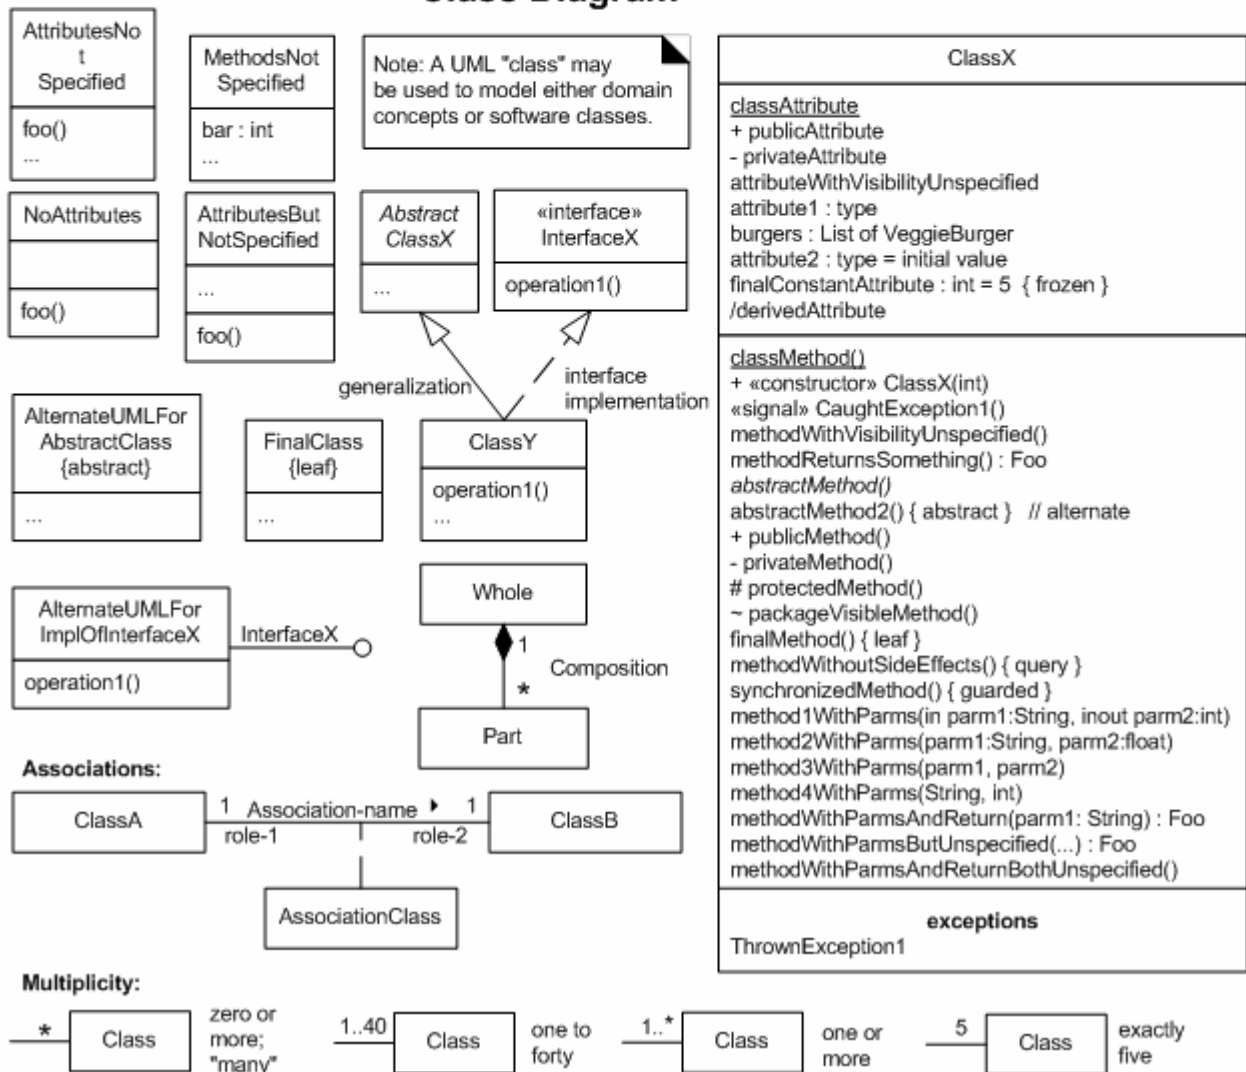 Class Diagram
AttributesNo
t
Specified
foo()
...
MethodsNot
Specified
bar : int
...
Note: A UML "class" may
be used to model either domain
concepts or software classes.
NoAttributes
foo()
AttributesBut
NotSpecified
...
foo()
Abstract
ClassX
...
«interface»
InterfaceX
operation1()
generalization
interface
implementation
AlternateUMLFor
AbstractClass
{abstract}
...
FinalClass
{leaf}
...
ClassY
operation1()
...
AlternateUMLFor
ImplOfInterfaceX
operation1()
InterfaceX
Whole
1
Composition
*
Part
Associations:
ClassA
1 Association-name 1
role-1 role-2
ClassB
AssociationClass
ClassX
classAttribute
+ publicAttribute
- privateAttribute
attributeWithVisibilityUnspecified
attribute1 : type
burgers : List of VeggieBurger
attribute2 : type = initial value
finalConstantAttribute : int = 5 { frozen }
/derivedAttribute
classMethod()
+ «constructor» ClassX(int)
«signal» CaughtException1()
methodWithVisibilityUnspecified()
methodReturnsSomething() : Foo
abstractMethod()
abstractMethod2() { abstract } // alternate
+ publicMethod()
- privateMethod()
# protectedMethod()
~ packageVisibleMethod()
finalMethod() { leaf }
methodWithoutSideEffects() { query }
synchronizedMethod() { guarded }
method1WithParms(in parm1:String, inout parm2:int)
method2WithParms(parm1:String, parm2:float)
method3WithParms(parm1, parm2)
method4WithParms(String, int)
methodWithParmsAndReturn(parm1: String) : Foo
methodWithParmsButUnspecified(...) : Foo
methodWithParmsAndReturnBothUnspecified()
exceptions
ThrownException1
Multiplicity:
*
Class
zero or
more;
"many"
1..40
Class
one to
forty
1..*
Class
one or
more
5
Class
exactly
five